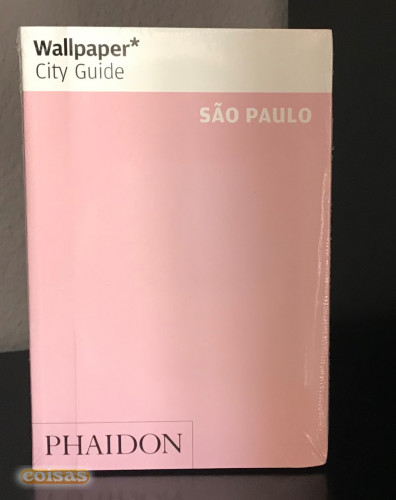 Wallpaper*
City Guide
SÃO PAULO
PHAIDON
coisas